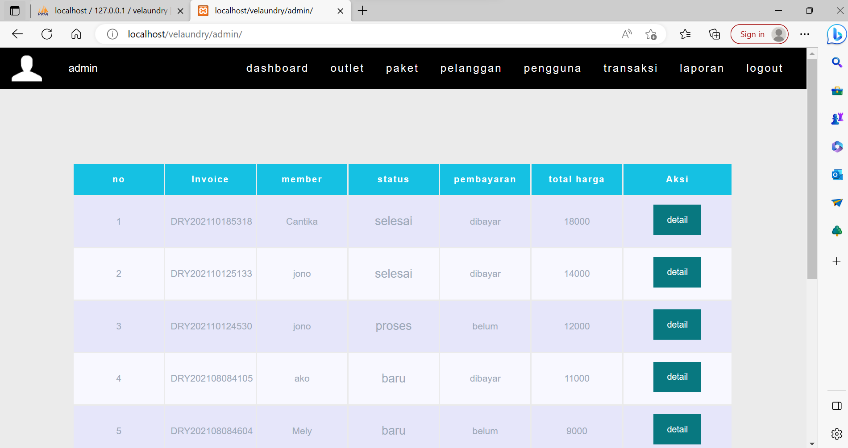 localhost / 127.0.0.1 / velaundry
localhost/velaundry/admin/
localhost/velaundry/admin/
Sign in
admin dashboard outlet paket pelanggan pengguna transaksi laporan logout
no Invoice member status pembayaran total harga Aksi
1 DRY202110185318 Cantika selesai dibayar 16000 detail
2 DRY202110125133 jono selesai dibayar 14000 detail
3 DRY202110124530 jono proses belum 12000 detail
4 DRY202108084105 ako baru dibayar 11000 detail
5 DRY202108084604 Mely baru belum 9000 detail